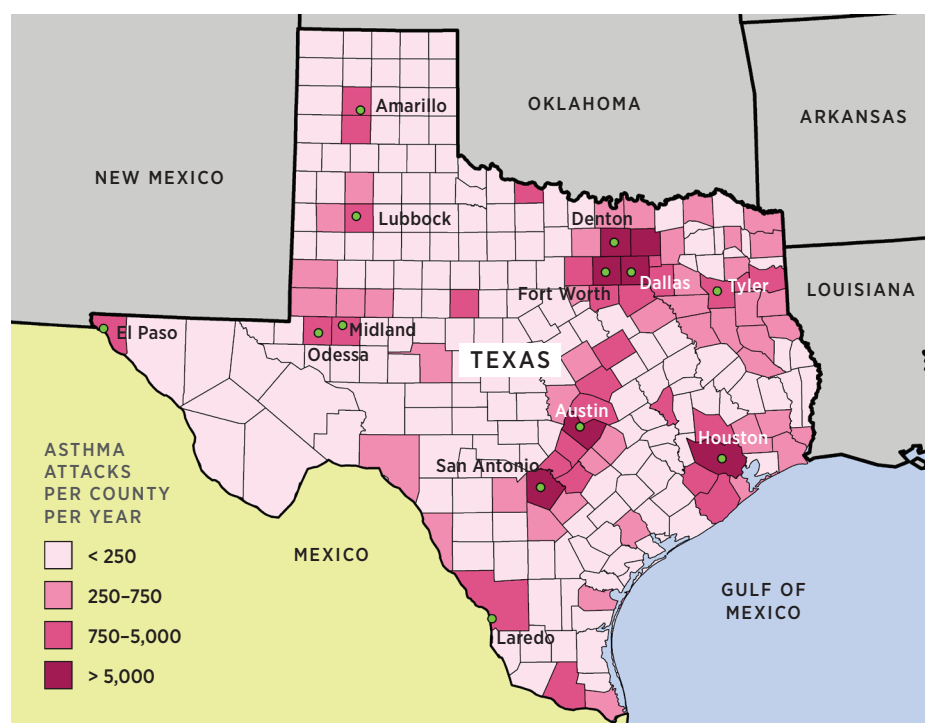 OKLAHOMA
ARKANSAS
NEW MEXICO
Amarillo
Lubbock
Denton
Dallas
Tyler
Fort Worth
LOUISIANA
El Paso
Midland
Odessa
TEXAS
Austin
Houston
San Antonio
ASTHMA
ATTACKS
PER COUNTY
PER YEAR
< 250
250–750
750–5,000
> 5,000
MEXICO
GULF OF
MEXICO
Laredo